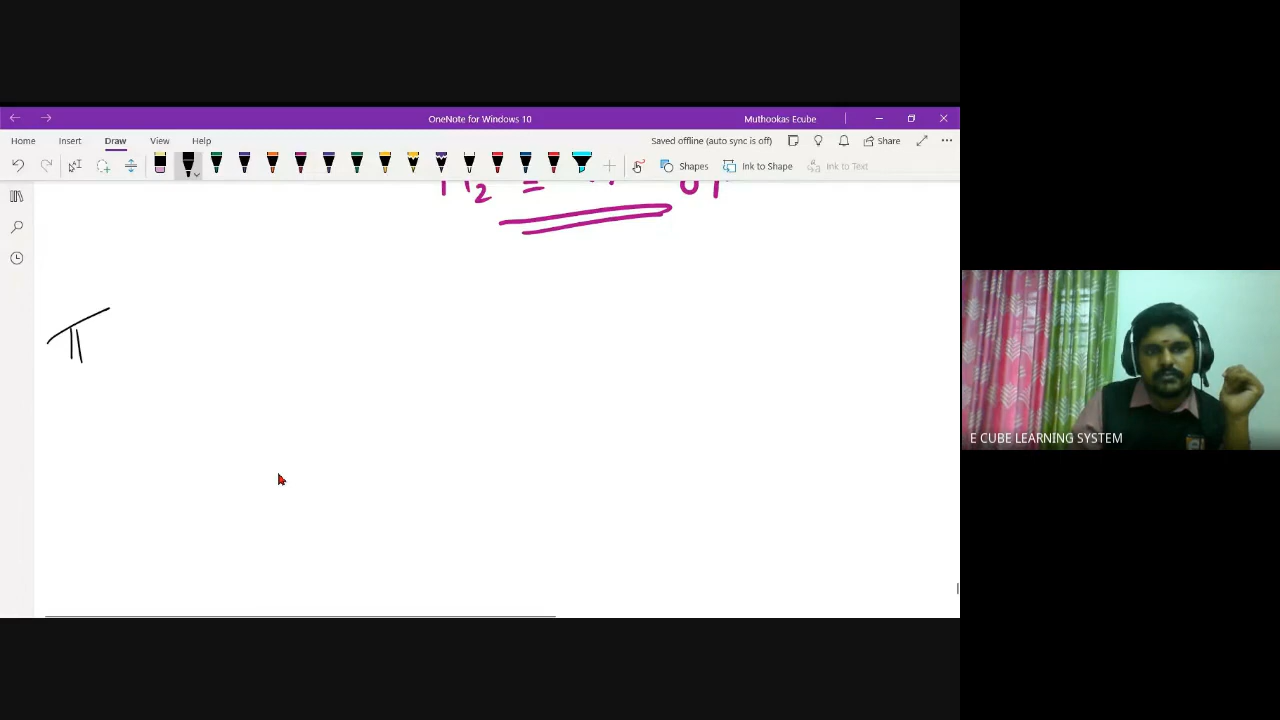 OneNote for Windows 10
Muthookas Ecube
Home Insert Draw View Help
Saved offline (auto sync is off)
Share
Shapes
Ink to Shape
Ink to Text
π
E CUBE LEARNING SYSTEM